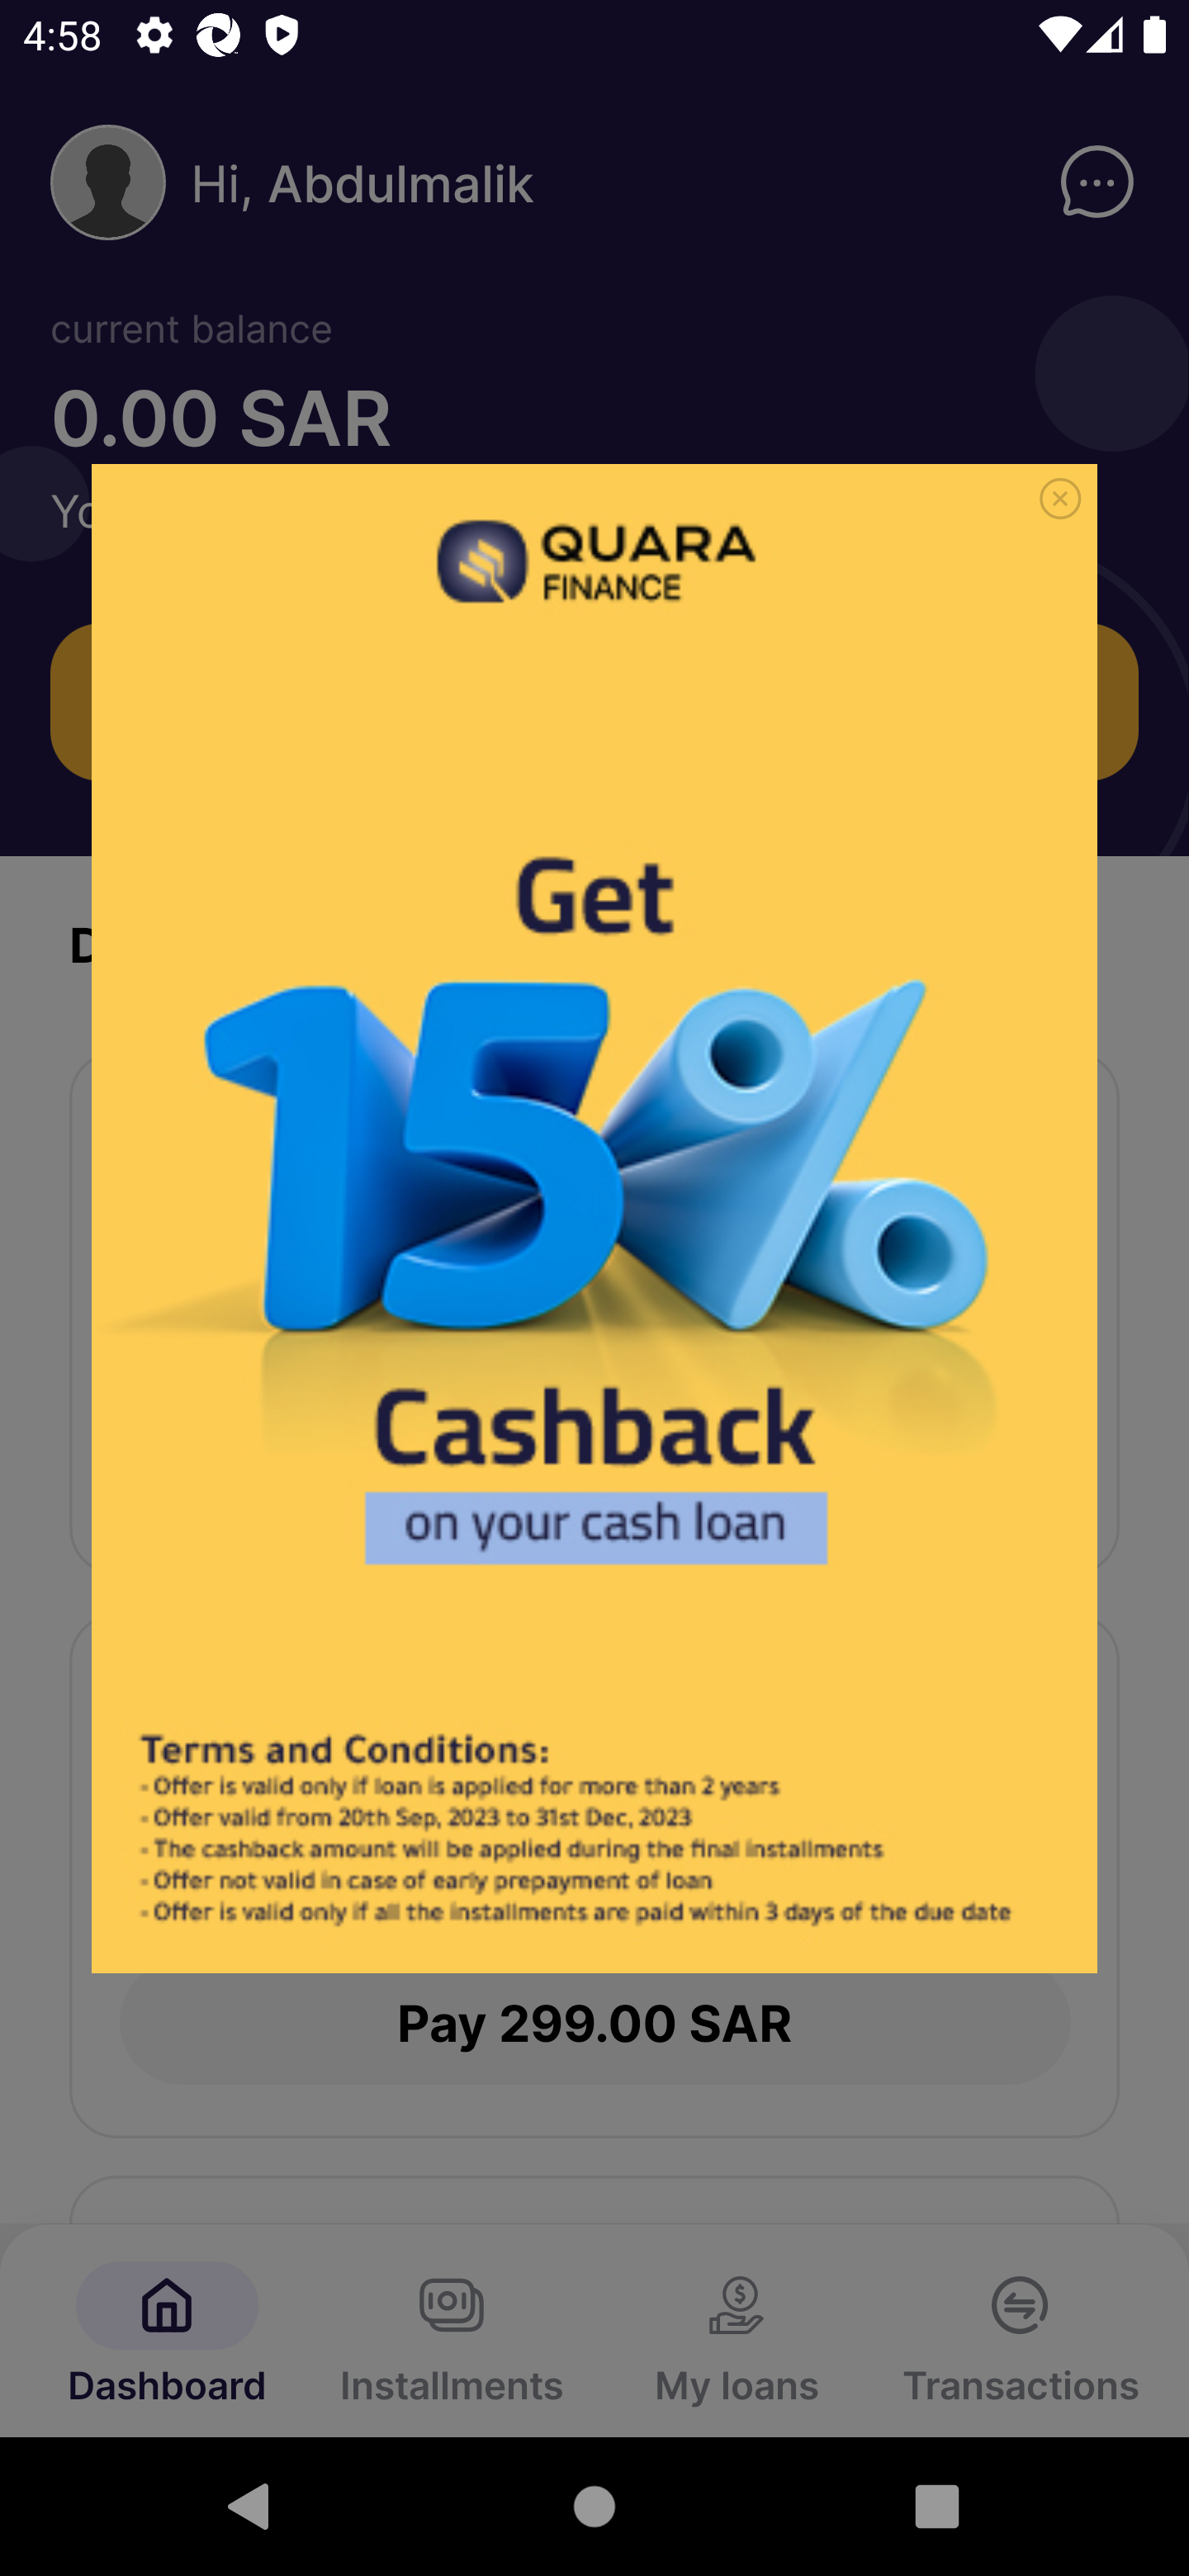 4:58
Hi, Abdulmalik
current balance
0.00 SAR
QUARA
FINANCE
Get
15%
Cashback
on your cash loan
Terms and Conditions:
- Offer is valid only if loan is applied for more than 2 years
- Offer valid from 20th Sep, 2023 to 31st Dec, 2023
- The cashback amount will be applied during the final installments
- Offer not valid in case of early prepayment of loan
- Offer is valid only if all the installments are paid within 3 days of the due date
Pay 299.00 SAR
Dashboard Installments My loans Transactions